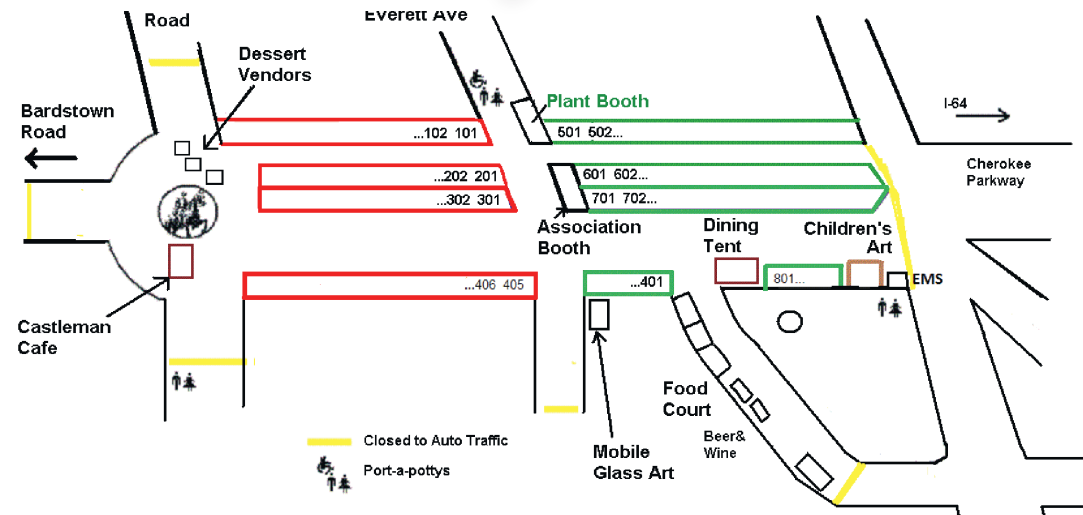 Road
Everett Ave
Dessert
Vendors
Plant Booth
I-64
Bardstown
Road
...102 101
501 502...
Cherokee
Parkway
...202 201
601 602...
...302 301
701 702...
Association
Booth
Dining
Tent
Children's
Art
...406 405
...401
801...
EMS
Castleman
Cafe
Food
Court
Beer&
Wine
Mobile
Glass Art
Closed to Auto Traffic
Port-a-pottys